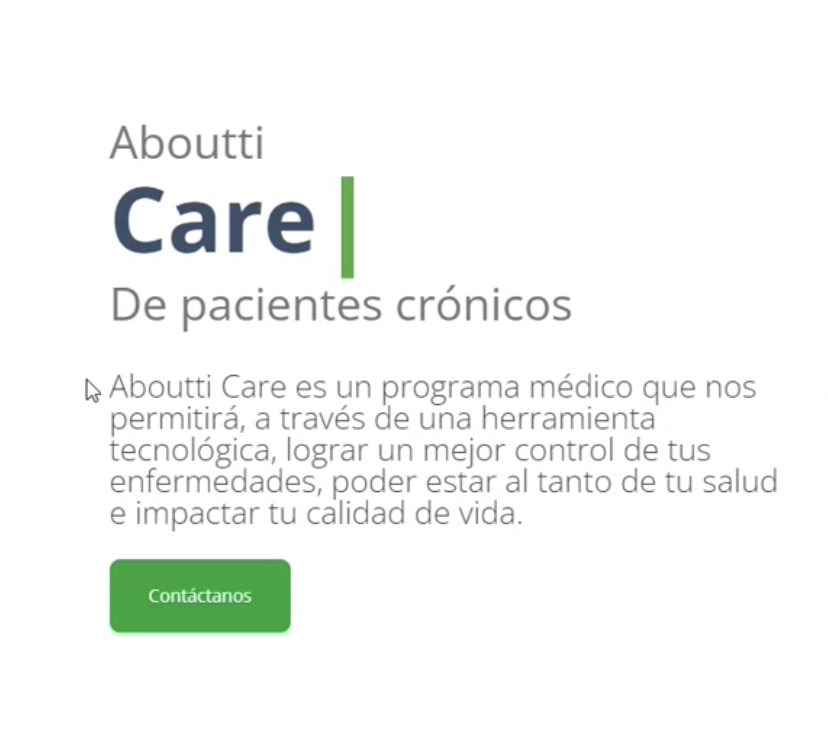 Aboutti
Care
De pacientes crónicos
Aboutti Care es un programa médico que nos
permitirá, a través de una herramienta
tecnológica, lograr un mejor control de tus
enfermedades, poder estar al tanto de tu salud
e impactar tu calidad de vida.
Contáctanos